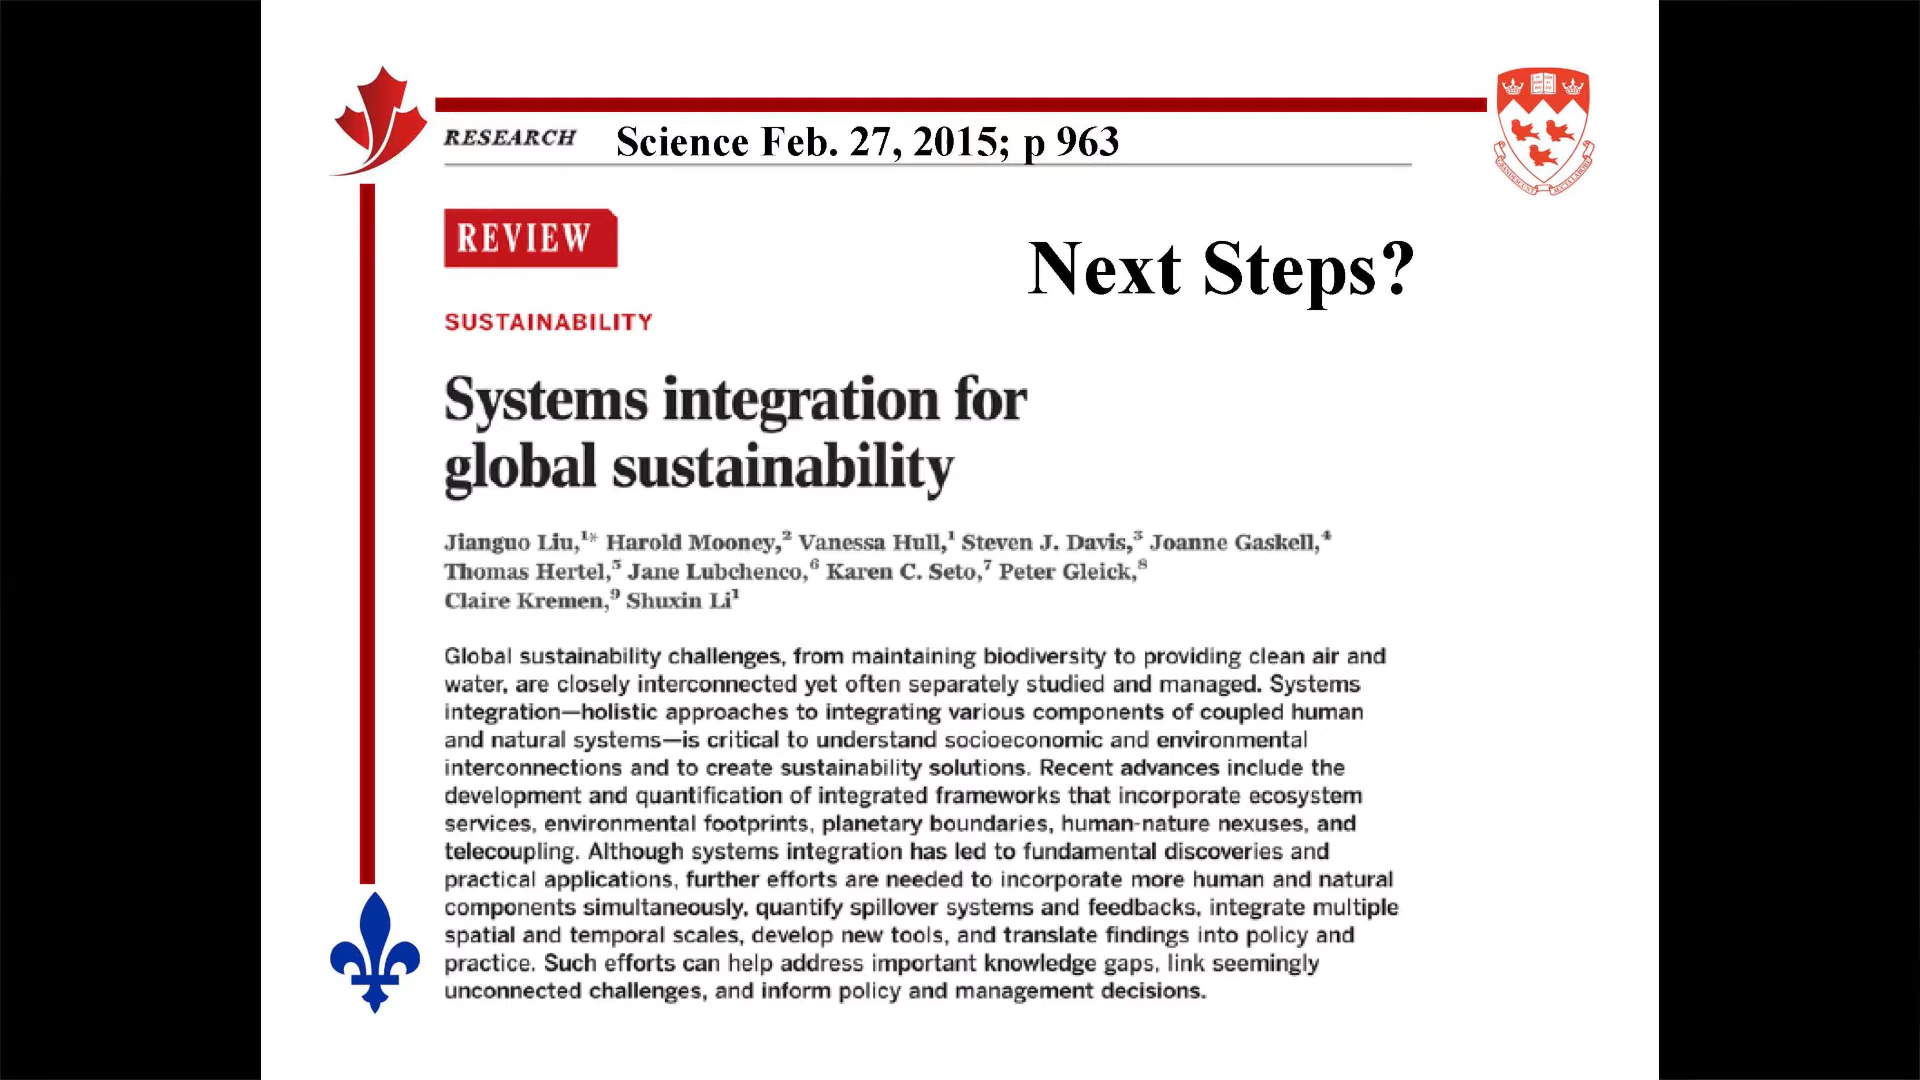 RESEARCH Science Feb. 27, 2015; p 963
REVIEW
Next Steps?
SUSTAINABILITY
Systems integration for
global sustainability
Jianguo Liu,¹* Harold Mooney,² Vanessa Hull,¹ Steven J. Davis,³ Joanne Gaskell,⁴
Thomas Hertel,⁵ Jane Lubchenco,⁶ Karen C. Seto,⁷ Peter Gleick,⁸
Claire Kremen,⁹ Shuxin Li¹
Global sustainability challenges, from maintaining biodiversity to providing clean air and
water, are closely interconnected yet often separately studied and managed. Systems
integration—holistic approaches to integrating various components of coupled human
and natural systems—is critical to understand socioeconomic and environmental
interconnections and to create sustainability solutions. Recent advances include the
development and quantification of integrated frameworks that incorporate ecosystem
services, environmental footprints, planetary boundaries, human-nature nexuses, and
telecoupling. Although systems integration has led to fundamental discoveries and
practical applications, further efforts are needed to incorporate more human and natural
components simultaneously, quantify spillover systems and feedbacks, integrate multiple
spatial and temporal scales, develop new tools, and translate findings into policy and
practice. Such efforts can help address important knowledge gaps, link seemingly
unconnected challenges, and inform policy and management decisions.